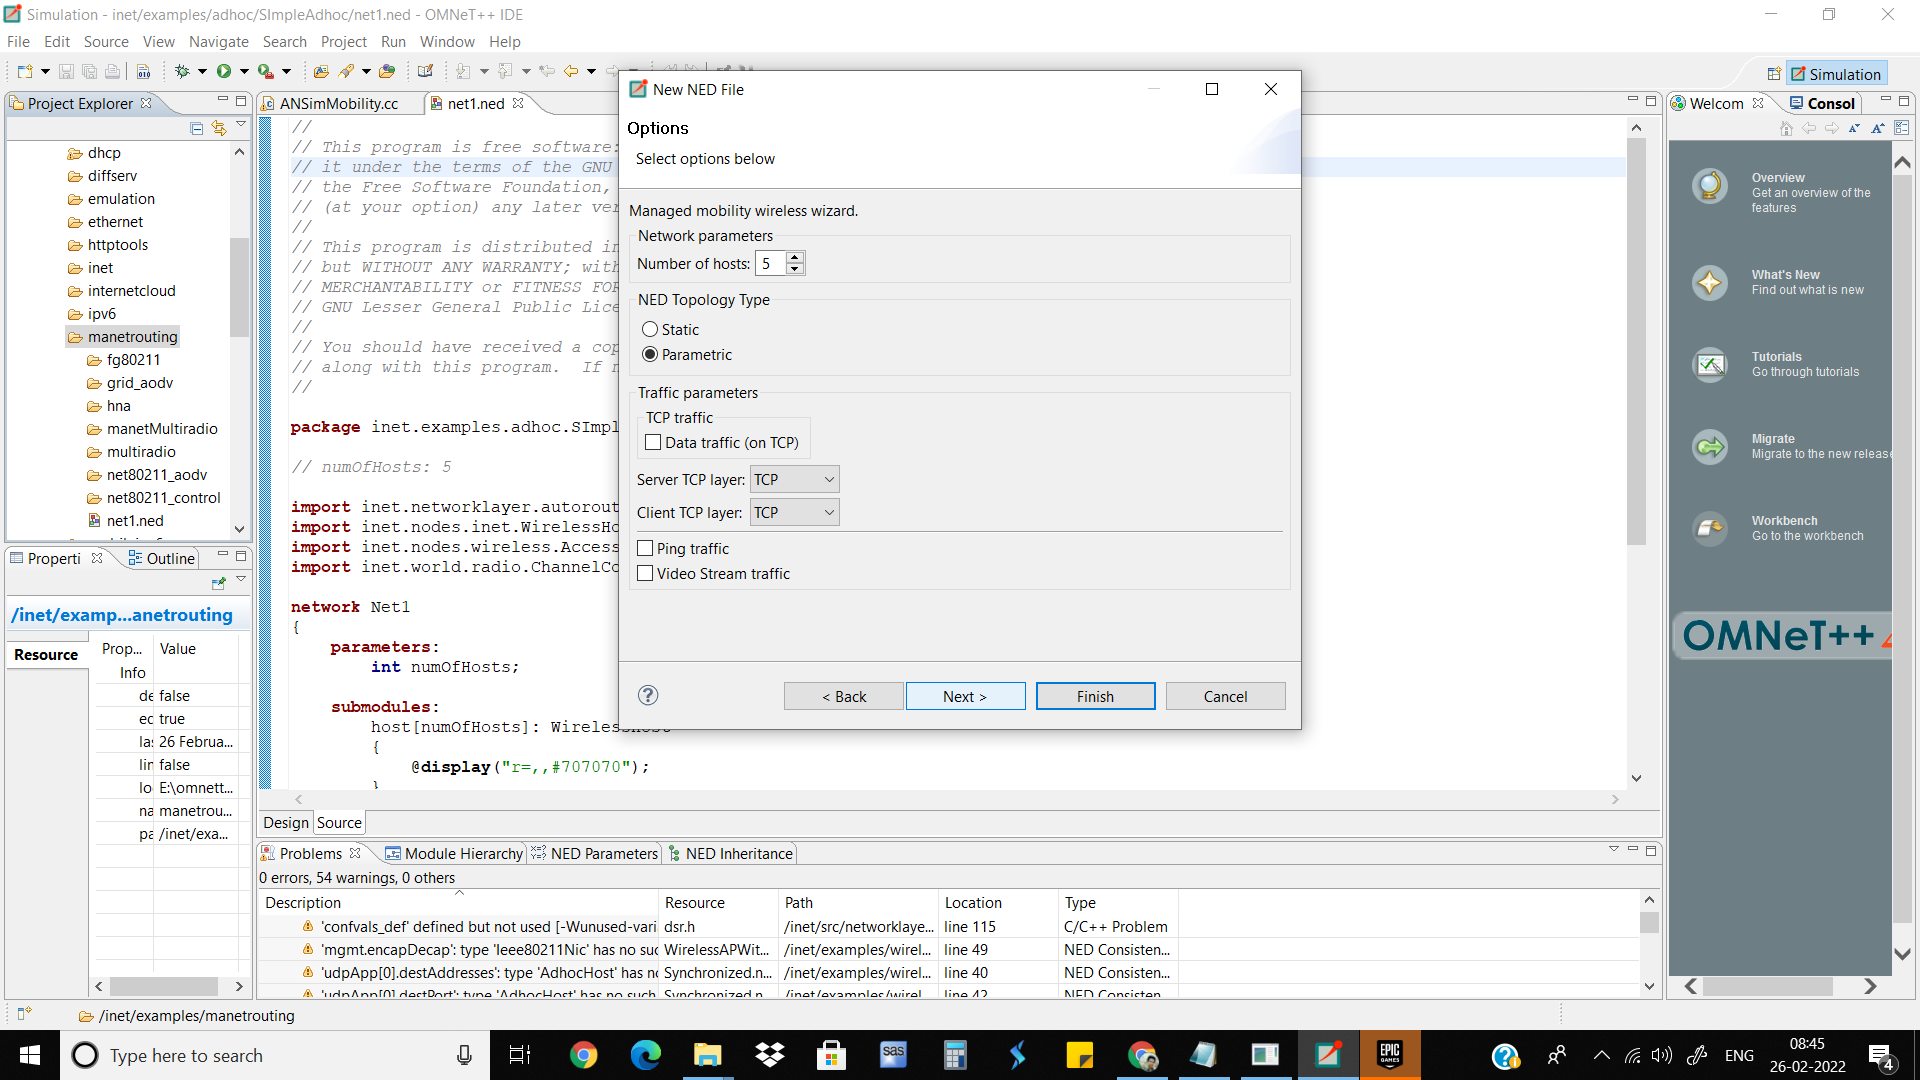 Simulation - inet/examples/adhoc/SImpleAdhoc/net1.ned - OMNeT++ IDE
File Edit Source View Navigate Search Project Run Window Help
Simulation
Project Explorer
dhcp
diffserv
emulation
ethernet
httptools
inet
internetcloud
ipv6
manetrouting
fg80211
grid_aodv
hna
manetMultiradio
multiradio
net80211_aodv
net80211_control
net1.ned
Properti
Outline
/inet/examp...anetrouting
Resource
Prop... Value
Info
de false
ec true
la: 26 Februa...
lir false
lo E:\omnett...
na manetrou...
pa /inet/exa...
ANSimMobility.cc
net1.ned
//
// This program is free software:
// it under the terms of the GNU
// the Free Software Foundation,
// (at your option) any later ver
//
// This program is distributed in
// but WITHOUT ANY WARRANTY; with
// MERCHANTABILITY or FITNESS FOR
// GNU Lesser General Public Lice
//
// You should have received a cop
// along with this program.  If n
//
package inet.examples.adhoc.SImpl
// numOfHosts: 5
import inet.networklayer.autorout
import inet.nodes.inet.WirelessHo
import inet.nodes.wireless.Access
import inet.world.radio.ChannelCo
network Net1
{
parameters:
int numOfHosts;
submodules:
host[numOfHosts]: WirelessHost
{
@display("r=,,#707070");
}
Design Source
New NED File
Options
Select options below
Managed mobility wireless wizard.
Network parameters
Number of hosts: 5
NED Topology Type
Static
Parametric
Traffic parameters
TCP traffic
Data traffic (on TCP)
Server TCP layer: TCP
Client TCP layer: TCP
Ping traffic
Video Stream traffic
< Back
Next >
Finish
Cancel
Problems
Module Hierarchy
NED Parameters
NED Inheritance
0 errors, 54 warnings, 0 others
Description Resource Path Location Type
'confvals_def' defined but not used [-Wunused-vari dsr.h /inet/src/networklaye... line 115 C/C++ Problem
'mgmt.encapDecap': type 'Ieee80211Nic' has no suc WirelessAPWit... /inet/examples/wirel... line 49 NED Consisten...
'udpApp[0].destAddresses': type 'AdhocHost' has no Synchronized.n... /inet/examples/wirel... line 40 NED Consisten...
'udpApp[0].destPort': type 'AdhocHost' has no such Synchronized.n... /inet/examples/wirel... line 42 NED Consisten...
Welcom
Consol
Overview
Get an overview of the
features
What's New
Find out what is new
Tutorials
Go through tutorials
Migrate
Migrate to the new release
Workbench
Go to the workbench
OMNeT++ 4
/inet/examples/manetrouting
Type here to search
sas
EPIC
GAMES
ENG
08:45
26-02-2022
4